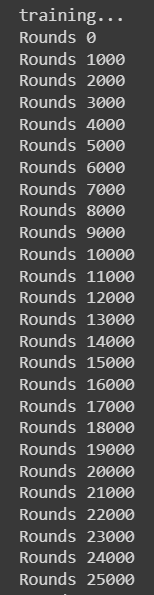 training...
Rounds 0
Rounds 1000
Rounds 2000
Rounds 3000
Rounds 4000
Rounds 5000
Rounds 6000
Rounds 7000
Rounds 8000
Rounds 9000
Rounds 10000
Rounds 11000
Rounds 12000
Rounds 13000
Rounds 14000
Rounds 15000
Rounds 16000
Rounds 17000
Rounds 18000
Rounds 19000
Rounds 20000
Rounds 21000
Rounds 22000
Rounds 23000
Rounds 24000
Rounds 25000